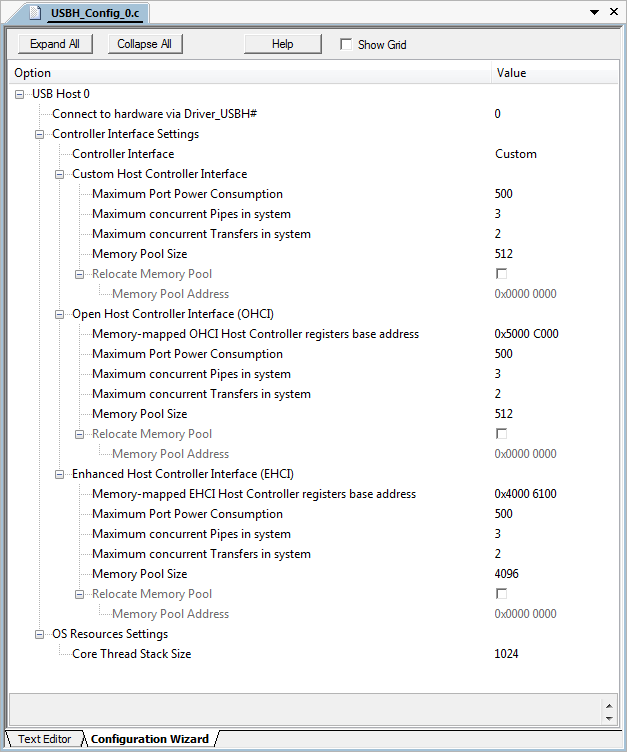 USBH_Config_0.c
Expand All Collapse All Help Show Grid
Option Value
USB Host 0
Connect to hardware via Driver_USBH# 0
Controller Interface Settings
Controller Interface Custom
Custom Host Controller Interface
Maximum Port Power Consumption 500
Maximum concurrent Pipes in system 3
Maximum concurrent Transfers in system 2
Memory Pool Size 512
Relocate Memory Pool
Memory Pool Address 0x0000 0000
Open Host Controller Interface (OHCI)
Memory-mapped OHCI Host Controller registers base address 0x5000 C000
Maximum Port Power Consumption 500
Maximum concurrent Pipes in system 3
Maximum concurrent Transfers in system 2
Memory Pool Size 512
Relocate Memory Pool
Memory Pool Address 0x0000 0000
Enhanced Host Controller Interface (EHCI)
Memory-mapped EHCI Host Controller registers base address 0x4000 6100
Maximum Port Power Consumption 500
Maximum concurrent Pipes in system 3
Maximum concurrent Transfers in system 2
Memory Pool Size 4096
Relocate Memory Pool
Memory Pool Address 0x0000 0000
OS Resources Settings
Core Thread Stack Size 1024
Text Editor Configuration Wizard